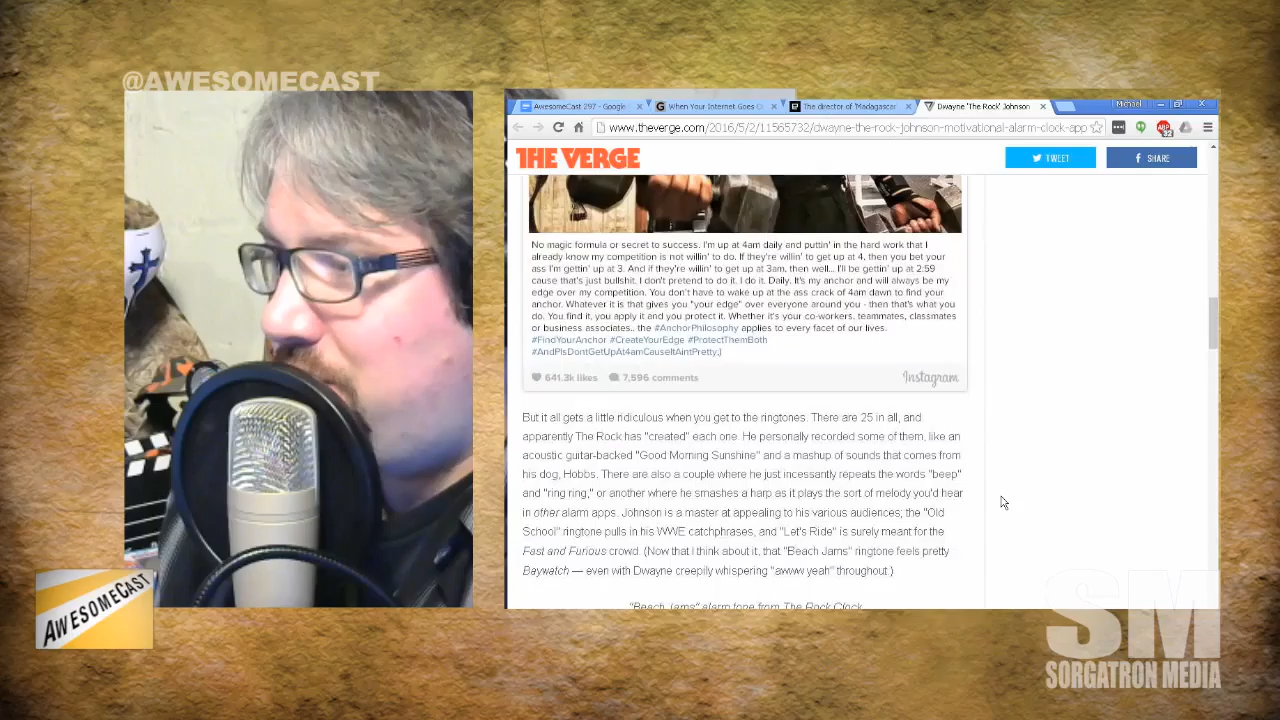 @AWESOMECAST
AwesomeCast 297 - Google
When Your Internet Goes
The director of 'Madagascar
Dwayne 'The Rock' Johnson
Michael
www.theverge.com/2016/5/2/11565732/dwayne-the-rock-johnson-motivational-alarm-clock-app
ABP
32
THE VERGE
TWEET
SHARE
No magic formula or secret to success. I'm up at 4am daily and puttin' in the hard work that I
already know my competition is not willin' to do. If they're willin' to get up at 4, then you bet your
ass I'm gettin' up at 3. And if they're willin' to get up at 3am, then well... I'll be gettin' up at 2:59
cause that's just bullshit. I don't pretend to do it. I do it. Daily. It's my anchor and will always be my
edge over my competition. You don't have to wake up at the ass crack of 4am dawn to find your
anchor. Whatever it is that gives you "your edge" over everyone around you - then that's what you
do. You find it, you apply it and you protect it. Whether it's your co-workers, teammates, classmates
or business associates.. the #AnchorPhilosophy applies to every facet of our lives.
#FindYourAnchor #CreateYourEdge #ProtectThemBoth
#AndPlsDontGetUpAt4amCauseItAintPretty;)
641.3k likes 7,596 comments Instagram
But it all gets a little ridiculous when you get to the ringtones. There are 25 in all, and
apparently The Rock has "created" each one. He personally recorded some of them, like an
acoustic guitar-backed "Good Morning Sunshine" and a mashup of sounds that comes from
his dog, Hobbs. There are also a couple where he just incessantly repeats the words "beep"
and "ring ring," or another where he smashes a harp as it plays the kind of melody you'd hear
in other alarm apps. Johnson is a master at appealing to his various audiences; the "Old
School" ringtone pulls in his WWE catchphrases, and "Let's Ride" is surely meant for the
Fast and Furious crowd. (Now that I think about it, that "Beach Jams" ringtone feels pretty
Baywatch — even with Dwayne creepily whispering "awww yeah" throughout.)
"Beach Jams" alarm tone from The Rock Clock
AWESOMECAST
SM
SORGATRON MEDIA